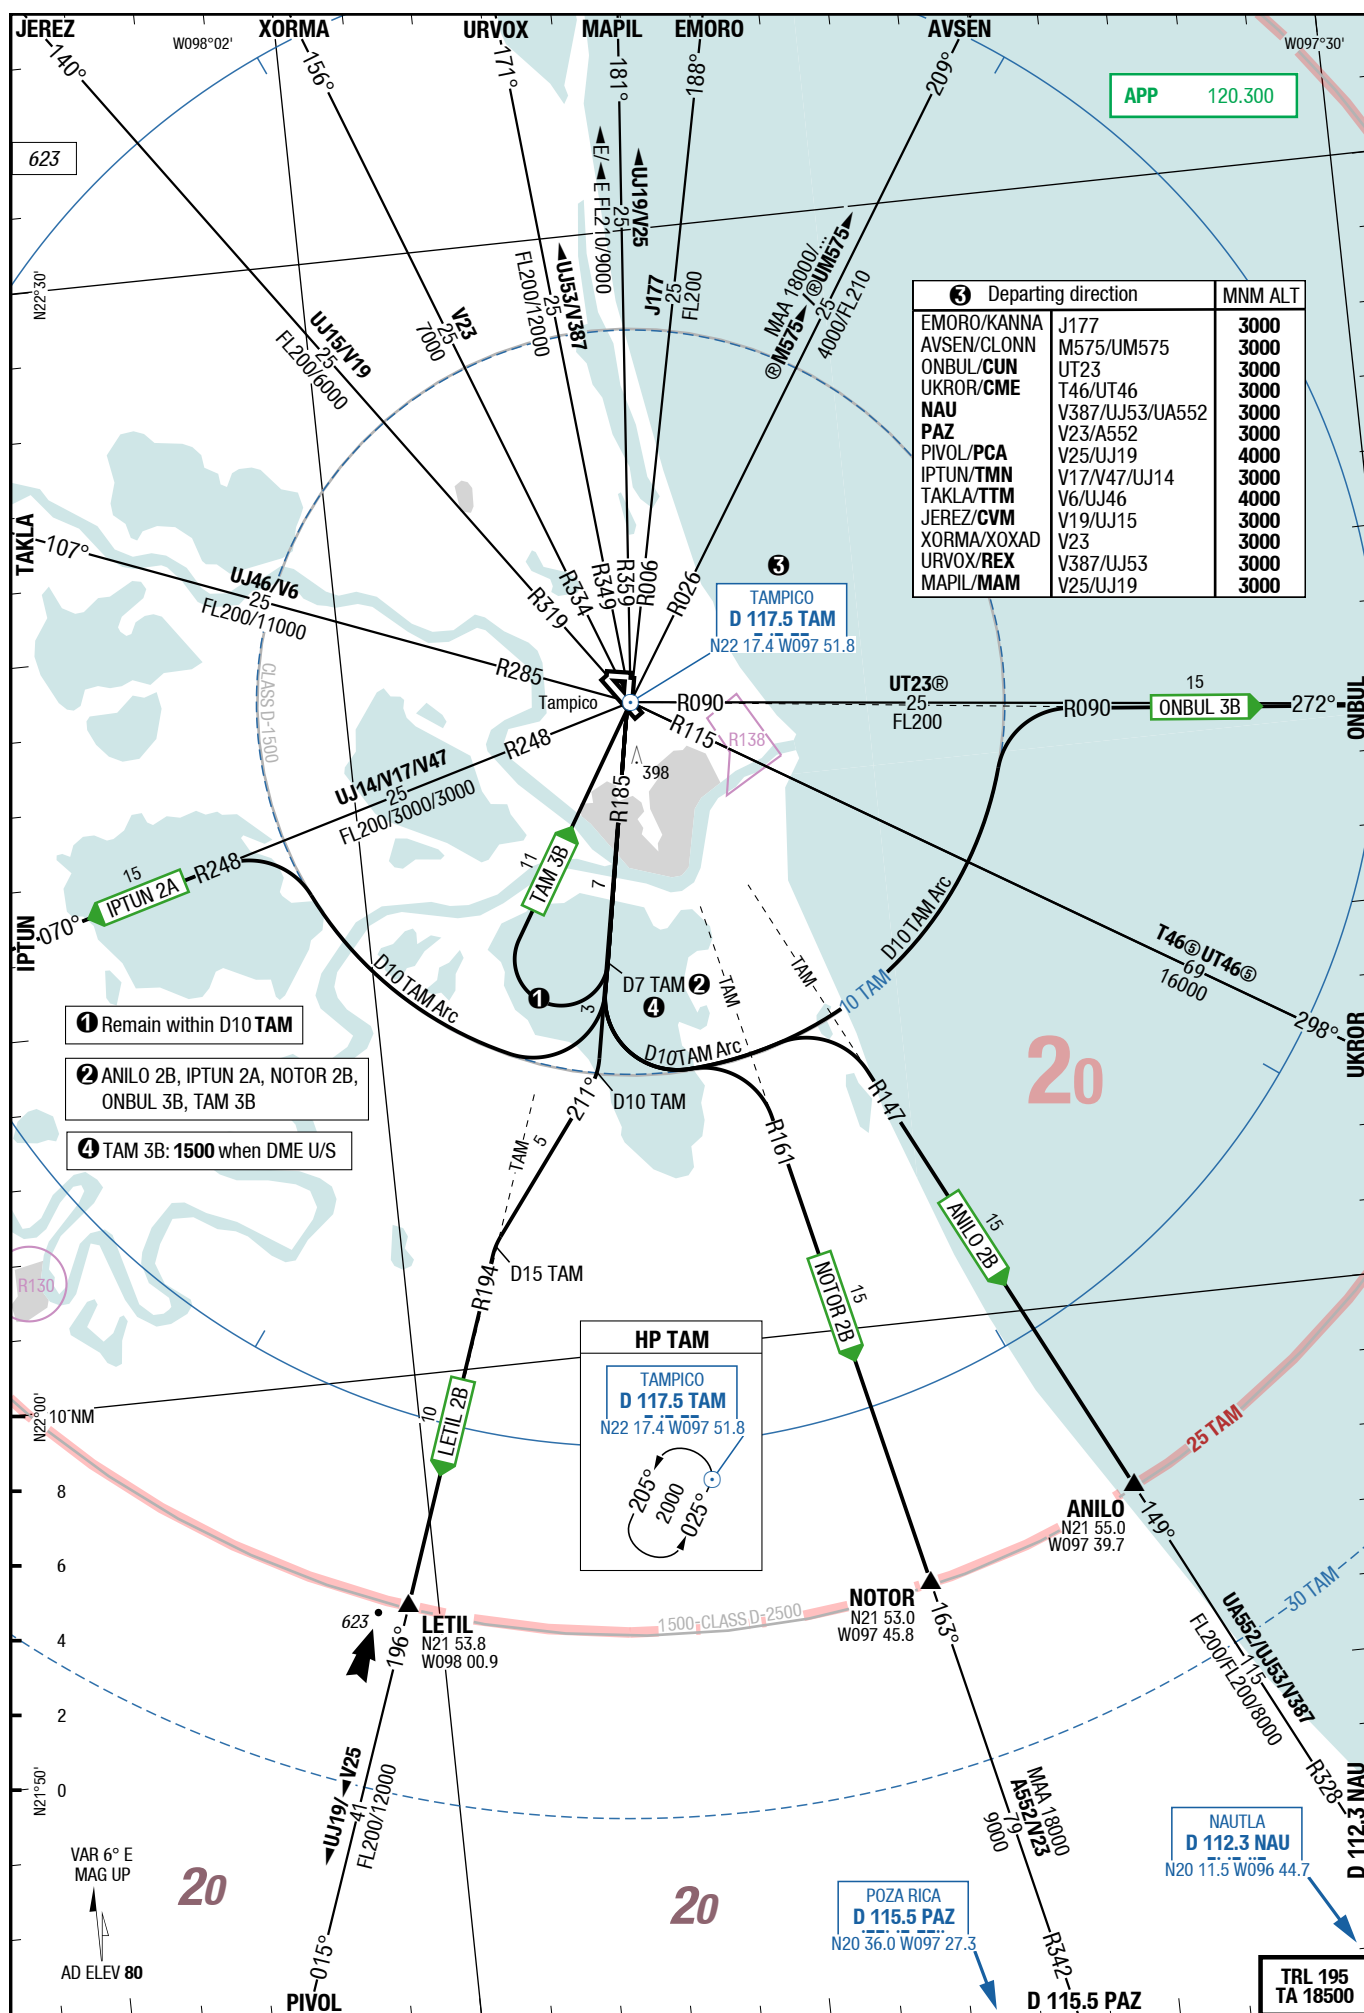 JEREZ
XORMA
URVOX
MAPIL
EMORO
AVSEN
W098°02'
W097°30'
140°
156°
171°
181°
188°
209°
APP 120.300
623
N22°30'
UJ15/V19
25
FL200/6000
V23
25
7000
UJ53/V387
25
FL200/12000
E/ E FL210/9000
25
UJ19/V25
J177
25
FL200
MAA 18000/...
®M575 /®UM575
25
4000/FL210
❸ Departing direction MNM ALT
EMORO/KANNA J177 3000
AVSEN/CLONN M575/UM575 3000
ONBUL/CUN UT23 3000
UKROR/CME T46/UT46 3000
NAU V387/UJ53/UA552 3000
PAZ V23/A552 3000
PIVOL/PCA V25/UJ19 4000
IPTUN/TMN V17/V47/UJ14 3000
TAKLA/TTM V6/UJ46 4000
JEREZ/CVM V19/UJ15 3000
XORMA/XOXAD V23 3000
URVOX/REX V387/UJ53 3000
MAPIL/MAM V25/UJ19 3000
TAKLA
107°
UJ46/V6
25
FL200/11000
R285
R319
R334
R349
R359
R006
R026
❸
TAMPICO
D 117.5 TAM
N22 17.4 W097 51.8
CLASS D-1500
Tampico
R090
R115
R138
UT23®
25
FL200
R090
15
ONBUL 3B
272°
ONBUL
R248
UJ14/V17/V47
25
FL200/3000/3000
R185
398
15
IPTUN 2A
R248
070°
IPTUN
11
TAM 3B
7
D10 TAM Arc
D10 TAM Arc
D10TAM Arc
T46⑤ UT46⑤
69
16000
298°
UKROR
❶
D7 TAM ❷
❹
3
TAM
TAM
10 TAM
20
❶ Remain within D10 TAM
❷ ANILO 2B, IPTUN 2A, NOTOR 2B,
ONBUL 3B, TAM 3B
❹ TAM 3B: 1500 when DME U/S
211°
D10 TAM
TAM
5
R161
R147
R130
R194
D15 TAM
15
ANILO 2B
15
NOTOR 2B
10
LETIL 2B
HP TAM
TAMPICO
D 117.5 TAM
N22 17.4 W097 51.8
205°
2000
025°
N22°00'
10 NM
8
6
4
2
0
N21°50'
25 TAM
ANILO
N21 55.0
W097 39.7
149°
30 TAM
NOTOR
N21 53.0
W097 45.8
163°
1500-CLASS D-2500
623
LETIL
N21 53.8
W098 00.9
196°
UA552/UJ53/V387
115
FL200/FL200/8000
R328
D 112.3 NAU
UJ19/ V25
41
FL200/12000
MAA 18000
A552/V23
79
9000
NAUTLA
D 112.3 NAU
N20 11.5 W096 44.7
VAR 6° E
MAG UP
AD ELEV 80
20
20
POZA RICA
D 115.5 PAZ
N20 36.0 W097 27.3
015°
PIVOL
R342
D 115.5 PAZ
TRL 195
TA 18500